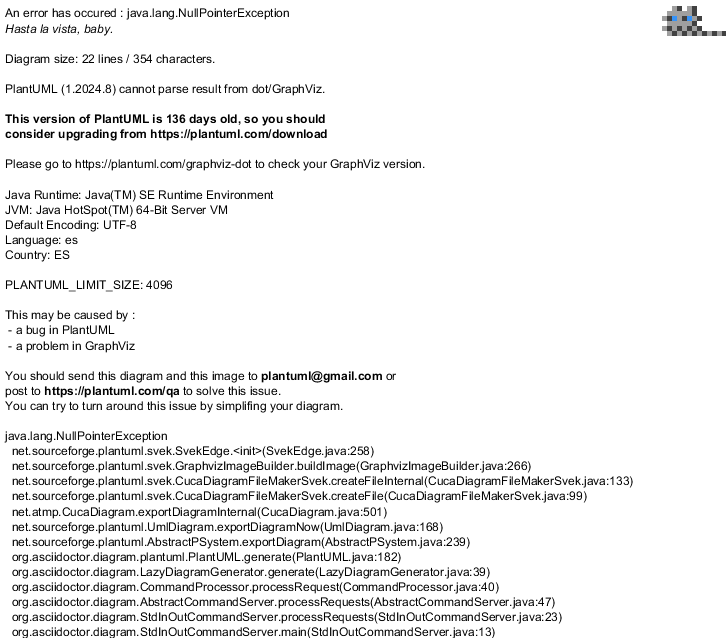 An error has occured : java.lang.NullPointerException
Hasta la vista, baby.
Diagram size: 22 lines / 354 characters.
PlantUML (1.2024.8) cannot parse result from dot/GraphViz.
This version of PlantUML is 136 days old, so you should
consider upgrading from https://plantuml.com/download
Please go to https://plantuml.com/graphviz-dot to check your GraphViz version.
Java Runtime: Java(TM) SE Runtime Environment
JVM: Java HotSpot(TM) 64-Bit Server VM
Default Encoding: UTF-8
Language: es
Country: ES
PLANTUML_LIMIT_SIZE: 4096
This may be caused by :
- a bug in PlantUML
- a problem in GraphViz
You should send this diagram and this image to plantuml@gmail.com or
post to https://plantuml.com/qa to solve this issue.
You can try to turn around this issue by simplifing your diagram.
java.lang.NullPointerException
net.sourceforge.plantuml.svek.SvekEdge.<init>(SvekEdge.java:258)
net.sourceforge.plantuml.svek.GraphvizImageBuilder.buildImage(GraphvizImageBuilder.java:266)
net.sourceforge.plantuml.svek.CucaDiagramFileMakerSvek.createFileInternal(CucaDiagramFileMakerSvek.java:133)
net.sourceforge.plantuml.svek.CucaDiagramFileMakerSvek.createFile(CucaDiagramFileMakerSvek.java:99)
net.atmp.CucaDiagram.exportDiagramInternal(CucaDiagram.java:501)
net.sourceforge.plantuml.UmlDiagram.exportDiagramNow(UmlDiagram.java:168)
net.sourceforge.plantuml.AbstractPSystem.exportDiagram(AbstractPSystem.java:239)
org.asciidoctor.diagram.plantuml.PlantUML.generate(PlantUML.java:182)
org.asciidoctor.diagram.LazyDiagramGenerator.generate(LazyDiagramGenerator.java:39)
org.asciidoctor.diagram.CommandProcessor.processRequest(CommandProcessor.java:40)
org.asciidoctor.diagram.AbstractCommandServer.processRequests(AbstractCommandServer.java:47)
org.asciidoctor.diagram.StdInOutCommandServer.processRequests(StdInOutCommandServer.java:23)
org.asciidoctor.diagram.StdInOutCommandServer.main(StdInOutCommandServer.java:13)